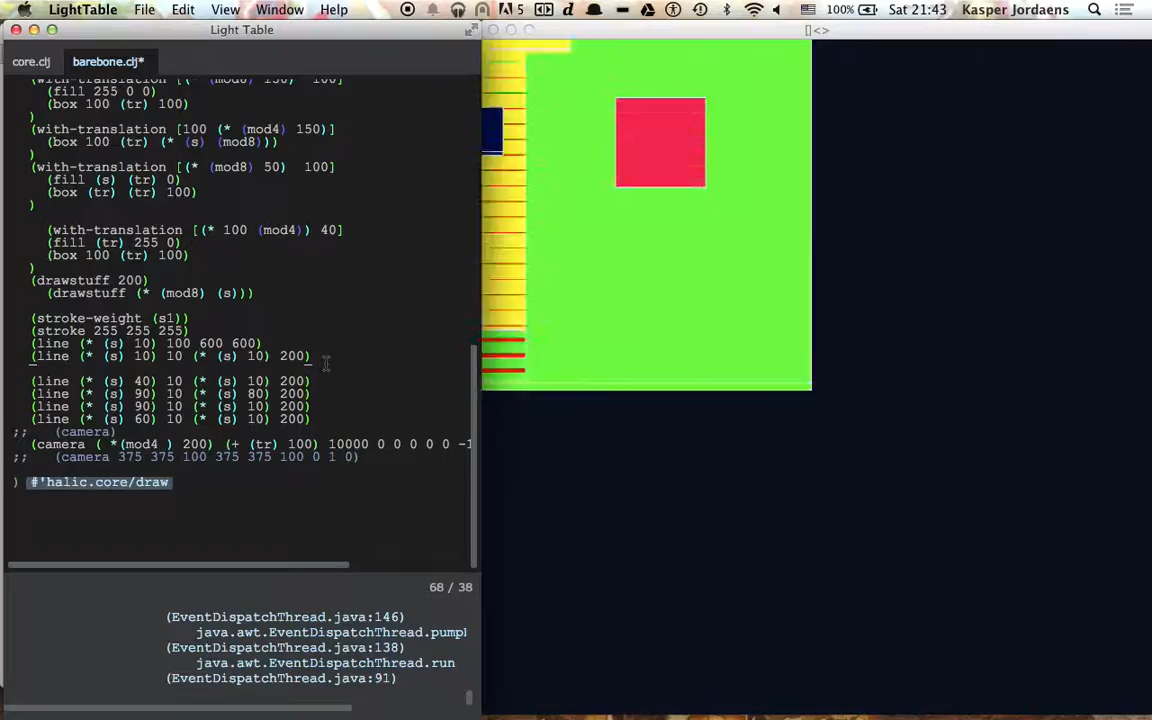 LightTable File Edit View Window Help 5 d 100% Sat 21:43 Kasper Jordaens
Light Table
[]<>
core.clj barebone.clj*
(with-translation [(* (mod8) 150) 100]
(fill 255 0 0)
(box 100 (tr) 100)
)
(with-translation [100 (* (mod4) 150)]
(box 100 (tr) (* (s) (mod8)))
)
(with-translation [(* (mod8) 50) 100]
(fill (s) (tr) 0)
(box (tr) (tr) 100)
)
(with-translation [(* 100 (mod4)) 40]
(fill (tr) 255 0)
(box 100 (tr) 100)
)
(drawstuff 200)
(drawstuff (* (mod8) (s)))
(stroke-weight (s1))
(stroke 255 255 255)
(line (* (s) 10) 100 600 600)
(line (* (s) 10) 10 (* (s) 10) 200)
(line (* (s) 40) 10 (* (s) 10) 200)
(line (* (s) 90) 10 (* (s) 80) 200)
(line (* (s) 90) 10 (* (s) 10) 200)
(line (* (s) 60) 10 (* (s) 10) 200)
;; (camera)
(camera ( *(mod4 ) 200) (+ (tr) 100) 10000 0 0 0 0 0 -1
;; (camera 375 375 100 375 375 100 0 1 0)
) #'halic.core/draw
68 / 38
(EventDispatchThread.java:146)
java.awt.EventDispatchThread.pump
(EventDispatchThread.java:138)
java.awt.EventDispatchThread.run
(EventDispatchThread.java:91)